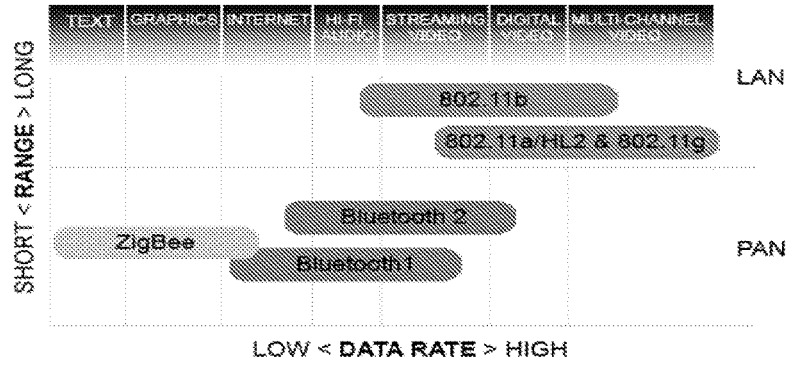 TEXT GRAPHICS INTERNET HI-FI AUDIO STREAMING VIDEO DIGITAL VIDEO MULTI-CHANNEL VIDEO
SHORT < RANGE > LONG
LAN
802.11b
802.11a/HL2 & 802.11g
PAN
Bluetooth 2
ZigBee
Bluetooth1
LOW < DATA RATE > HIGH